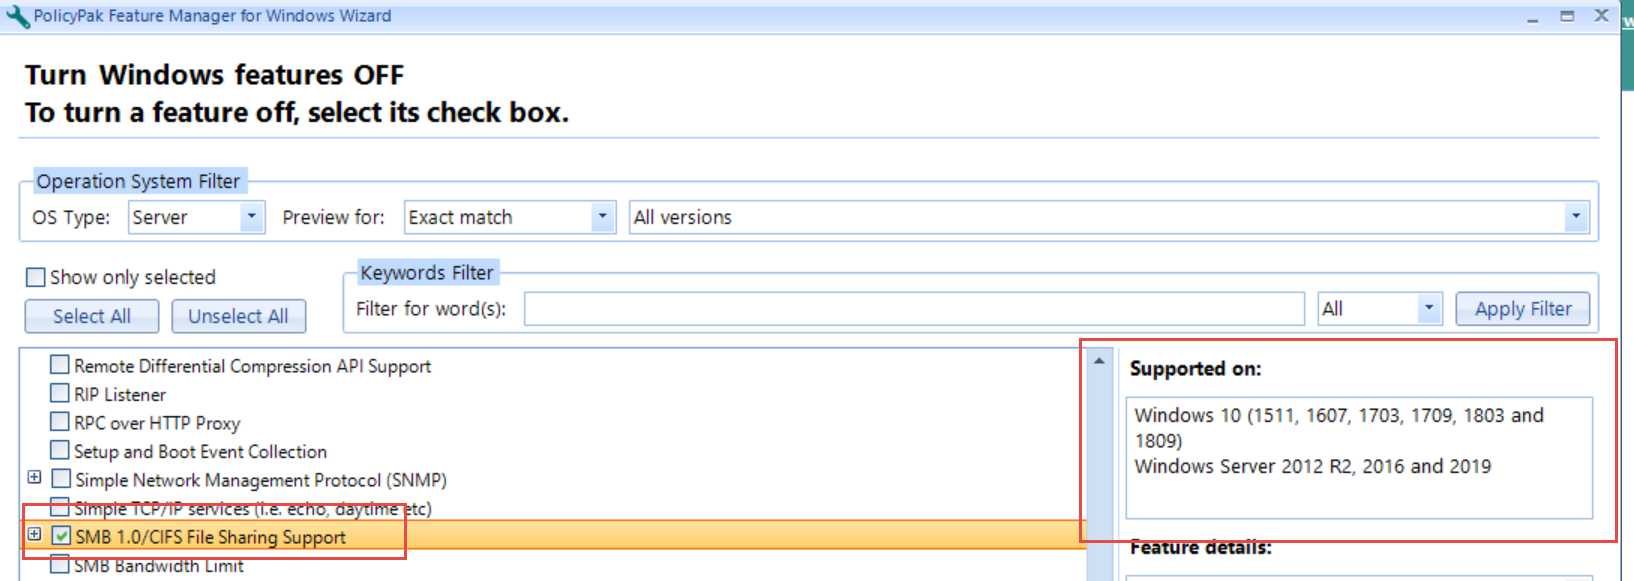 PolicyPak Feature Manager for Windows Wizard
Turn Windows features OFF
To turn a feature off, select its check box.
Operation System Filter
OS Type: Server Preview for: Exact match All versions
Show only selected
Select All Unselect All
Keywords Filter
Filter for word(s): All Apply Filter
Remote Differential Compression API Support
RIP Listener
RPC over HTTP Proxy
Setup and Boot Event Collection
Simple Network Management Protocol (SNMP)
Simple TCP/IP services (i.e. echo, daytime etc)
SMB 1.0/CIFS File Sharing Support
SMB Bandwidth Limit
Supported on:
Windows 10 (1511, 1607, 1703, 1709, 1803 and
1809)
Windows Server 2012 R2, 2016 and 2019
Feature details: